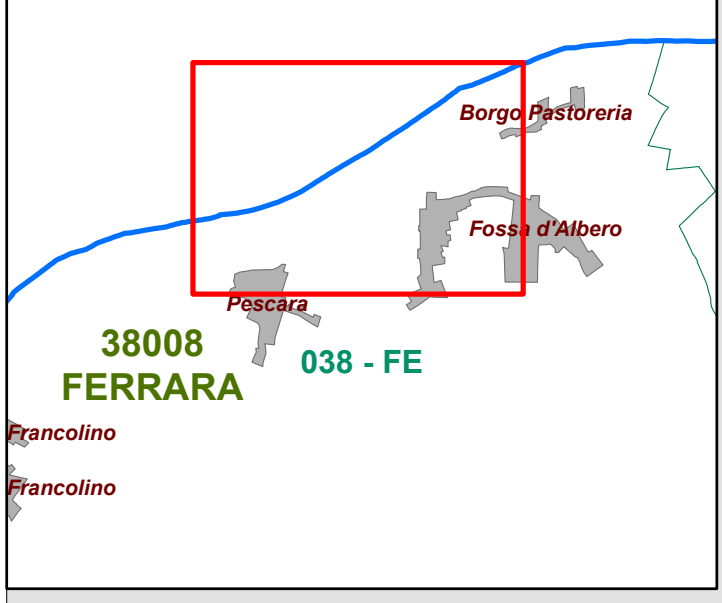 Borgo Pastoreria
Fossa d'Albero
Pescara
38008
FERRARA
038 - FE
Francolino
Francolino